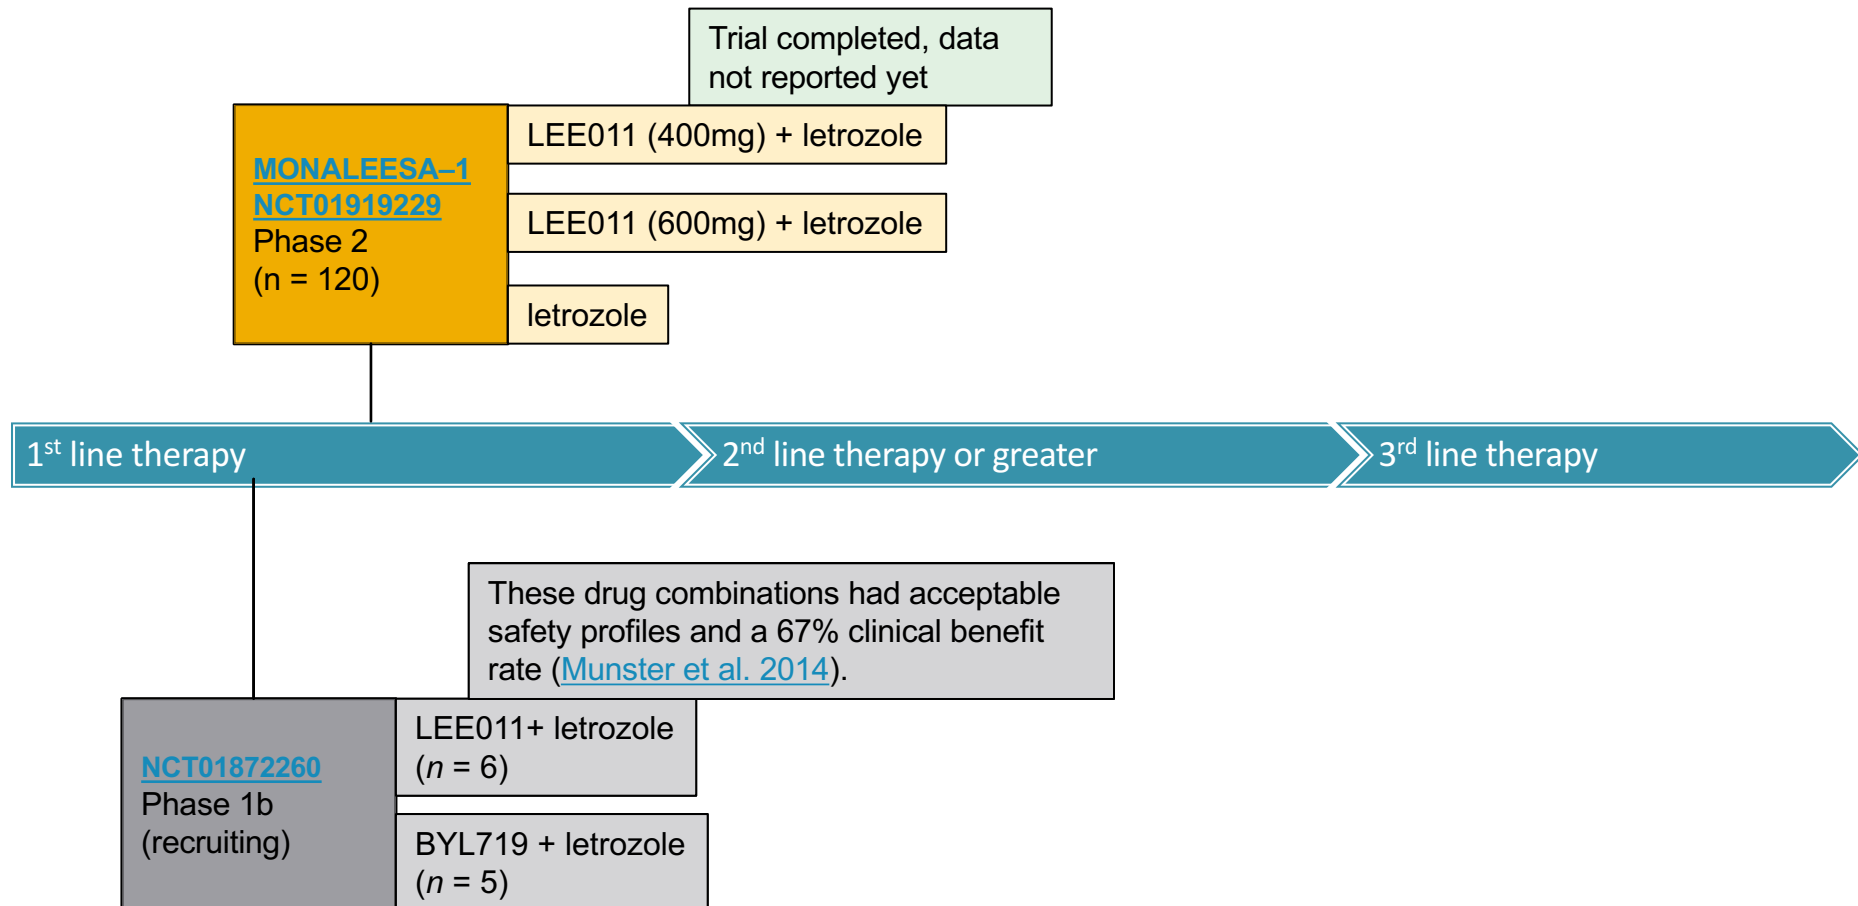 Trial completed, data
not reported yet
MONALEESA–1
NCT01919229
Phase 2
(n = 120)
LEE011 (400mg) + letrozole
LEE011 (600mg) + letrozole
letrozole
1st line therapy
2nd line therapy or greater
3rd line therapy
These drug combinations had acceptable
safety profiles and a 67% clinical benefit
rate (Munster et al. 2014).
NCT01872260
Phase 1b
(recruiting)
LEE011+ letrozole
(n = 6)
BYL719 + letrozole
(n = 5)